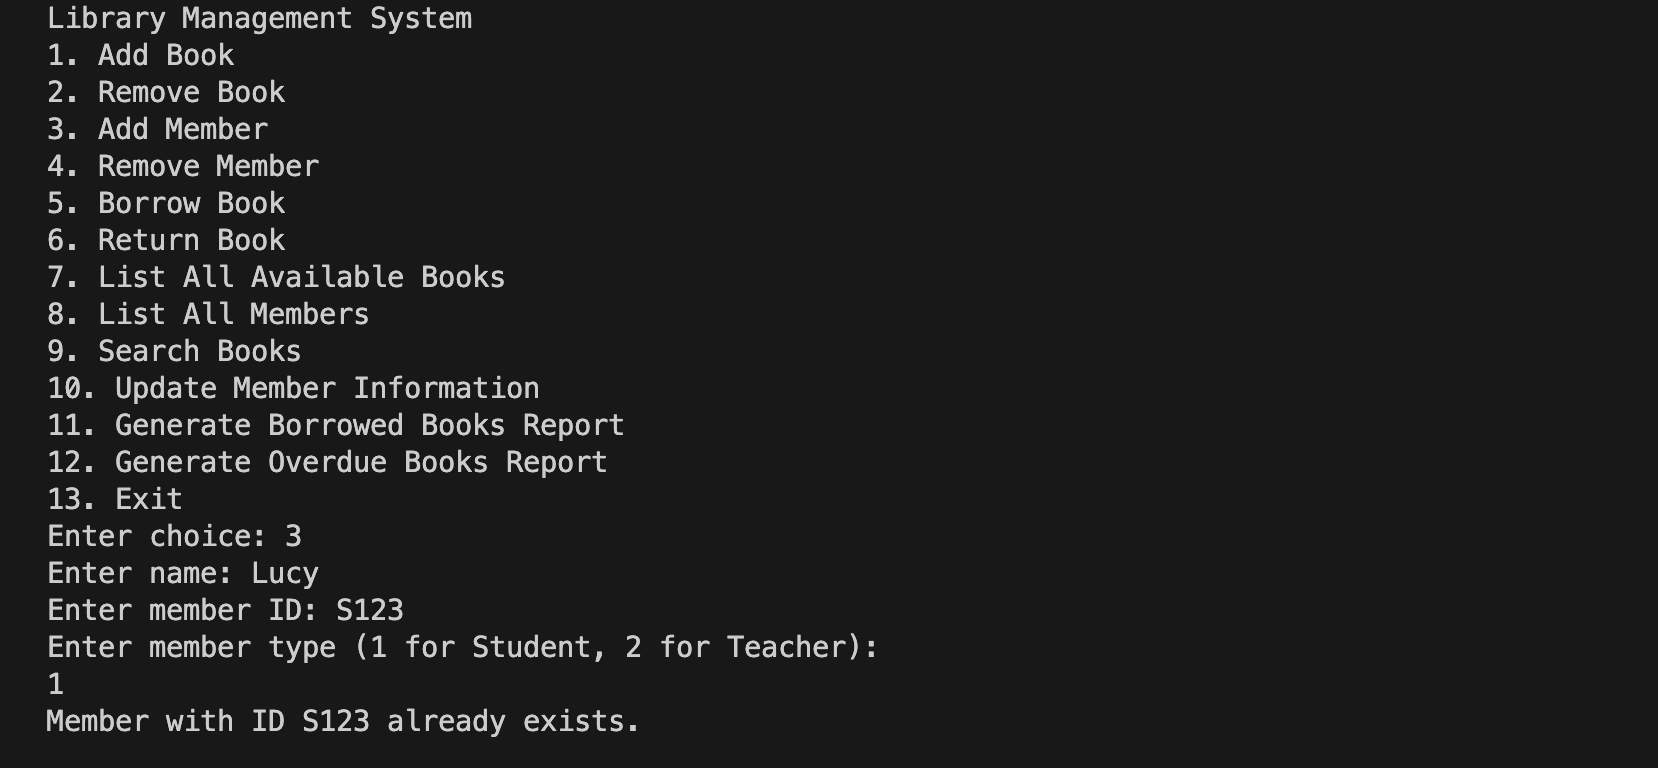 Library Management System
1. Add Book
2. Remove Book
3. Add Member
4. Remove Member
5. Borrow Book
6. Return Book
7. List All Available Books
8. List All Members
9. Search Books
10. Update Member Information
11. Generate Borrowed Books Report
12. Generate Overdue Books Report
13. Exit
Enter choice: 3
Enter name: Lucy
Enter member ID: S123
Enter member type (1 for Student, 2 for Teacher):
1
Member with ID S123 already exists.